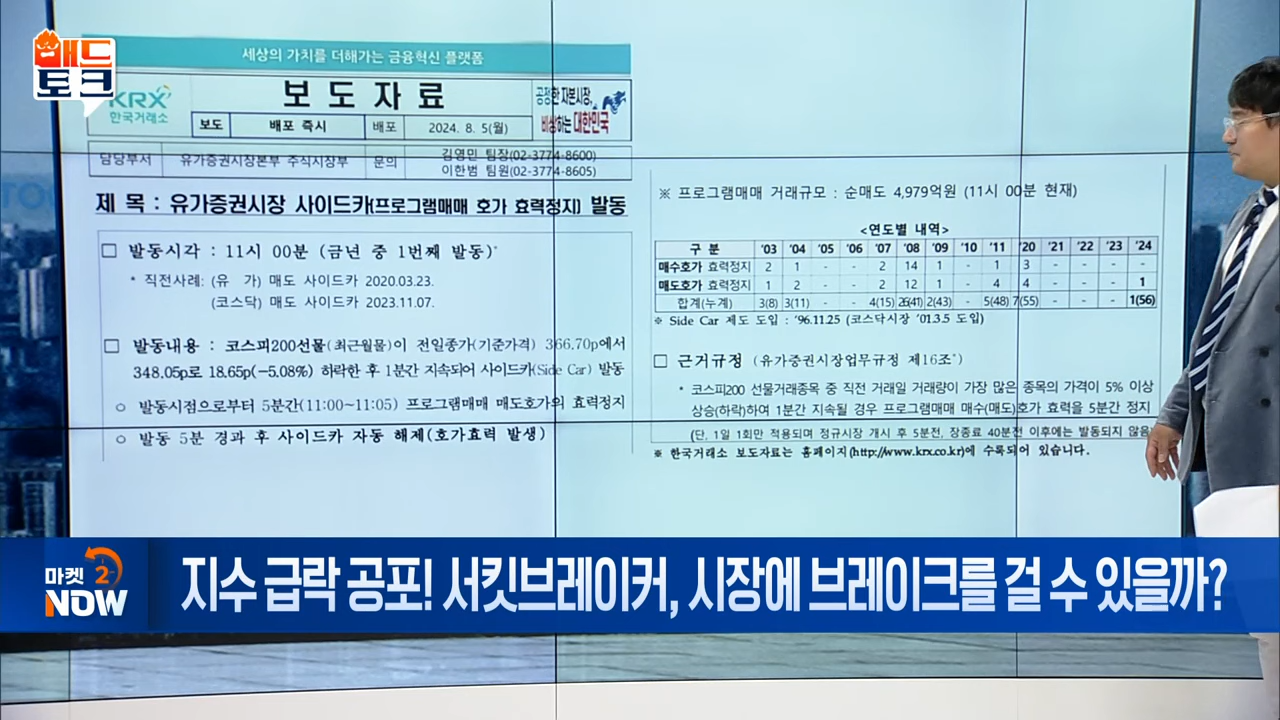 매드
토크
세상의 가치를 더해가는 금융혁신 플랫폼
KRX
한국거래소
보도자료
공정한 자본시장,
비상하는 대한민국
보도 배포 즉시 배포 2024. 8. 5(월)
담당부서 유가증권시장본부 주식시장부 문의 김영민 팀장(02-3774-8600)
이한범 팀원(02-3774-8605)
제 목 : 유가증권시장 사이드카(프로그램매매 호가 효력정지) 발동
□ 발동시각 : 11시 00분 (금년 중 1번째 발동)*
* 직전사례: (유 가) 매도 사이드카 2020.03.23.
(코스닥) 매도 사이드카 2023.11.07.
□ 발동내용 : 코스피200선물(최근월물)이 전일종가(기준가격) 366.70p에서
348.05p로 18.65p(-5.08%) 하락한 후 1분간 지속되어 사이드카(Side Car) 발동
○ 발동시점으로부터 5분간(11:00~11:05) 프로그램매매 매도호가의 효력정지
○ 발동 5분 경과 후 사이드카 자동 해제(호가효력 발생)
※ 프로그램매매 거래규모 : 순매도 4,979억원 (11시 00분 현재)
<연도별 내역>
구 분 '03 '04 '05 '06 '07 '08 '09 '10 '11 '20 '21 '22 '23 '24
매수호가 효력정지 2 1 - - 2 14 1 - 1 3 - - - -
매도호가 효력정지 1 2 - - 2 12 1 - 4 4 - - - 1
합계(누계) 3(8) 3(11) - - 4(15) 26(41) 2(43) - 5(48) 7(55) - - - 1(56)
※ Side Car 제도 도입 : '96.11.25 (코스닥시장 '01.3.5 도입)
□ 근거규정 (유가증권시장업무규정 제16조*)
* 코스피200 선물거래종목 중 직전 거래일 거래량이 가장 많은 종목의 가격이 5% 이상
상승(하락)하여 1분간 지속될 경우 프로그램매매 매수(매도)호가 효력을 5분간 정지
(단, 1일 1회만 적용되며 정규시장 개시 후 5분전, 장종료 40분전 이후에는 발동되지 않음
※ 한국거래소 보도자료는 홈페이지(http://www.krx.co.kr)에 수록되어 있습니다.
마켓 2
NOW
지수 급락 공포! 서킷브레이커, 시장에 브레이크를 걸 수 있을까?